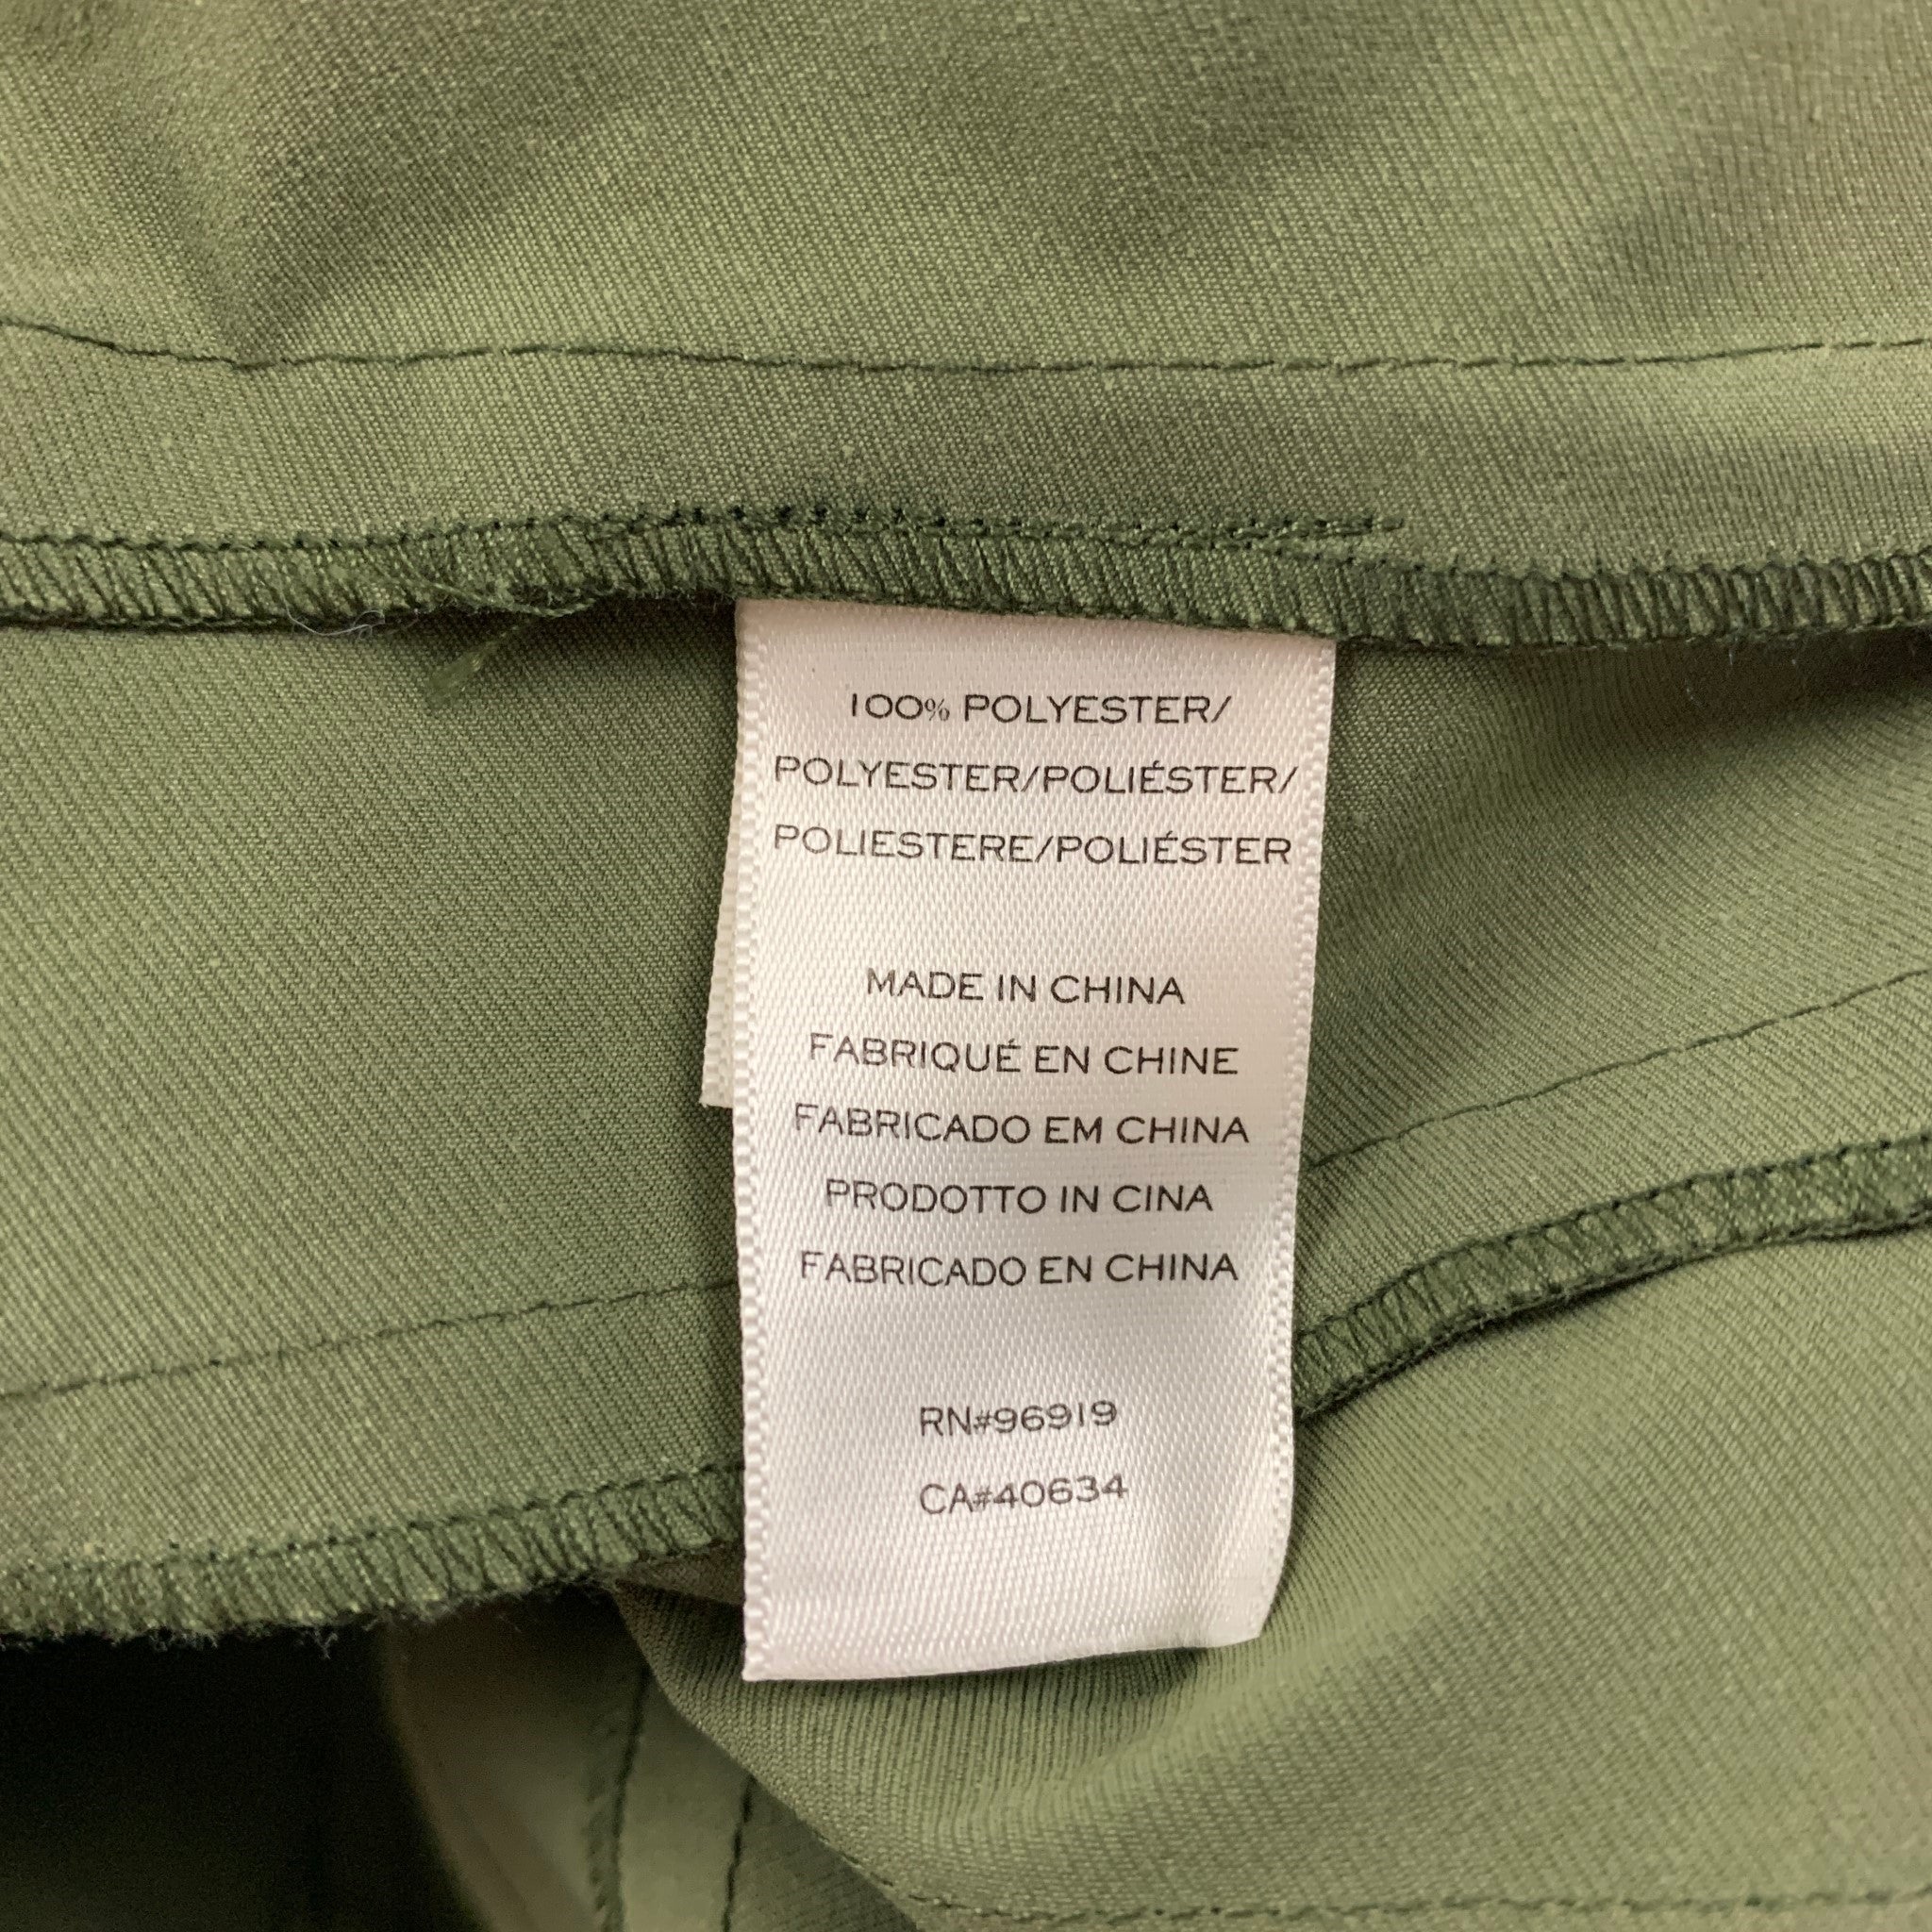 100% POLYESTER/
POLYESTER/POLIÉSTER/
POLIESTERE/POLIÉSTER
MADE IN CHINA
FABRIQUÉ EN CHINE
FABRICADO EM CHINA
PRODOTTO IN CINA
FABRICADO EN CHINA
RN#96919
CA#40634